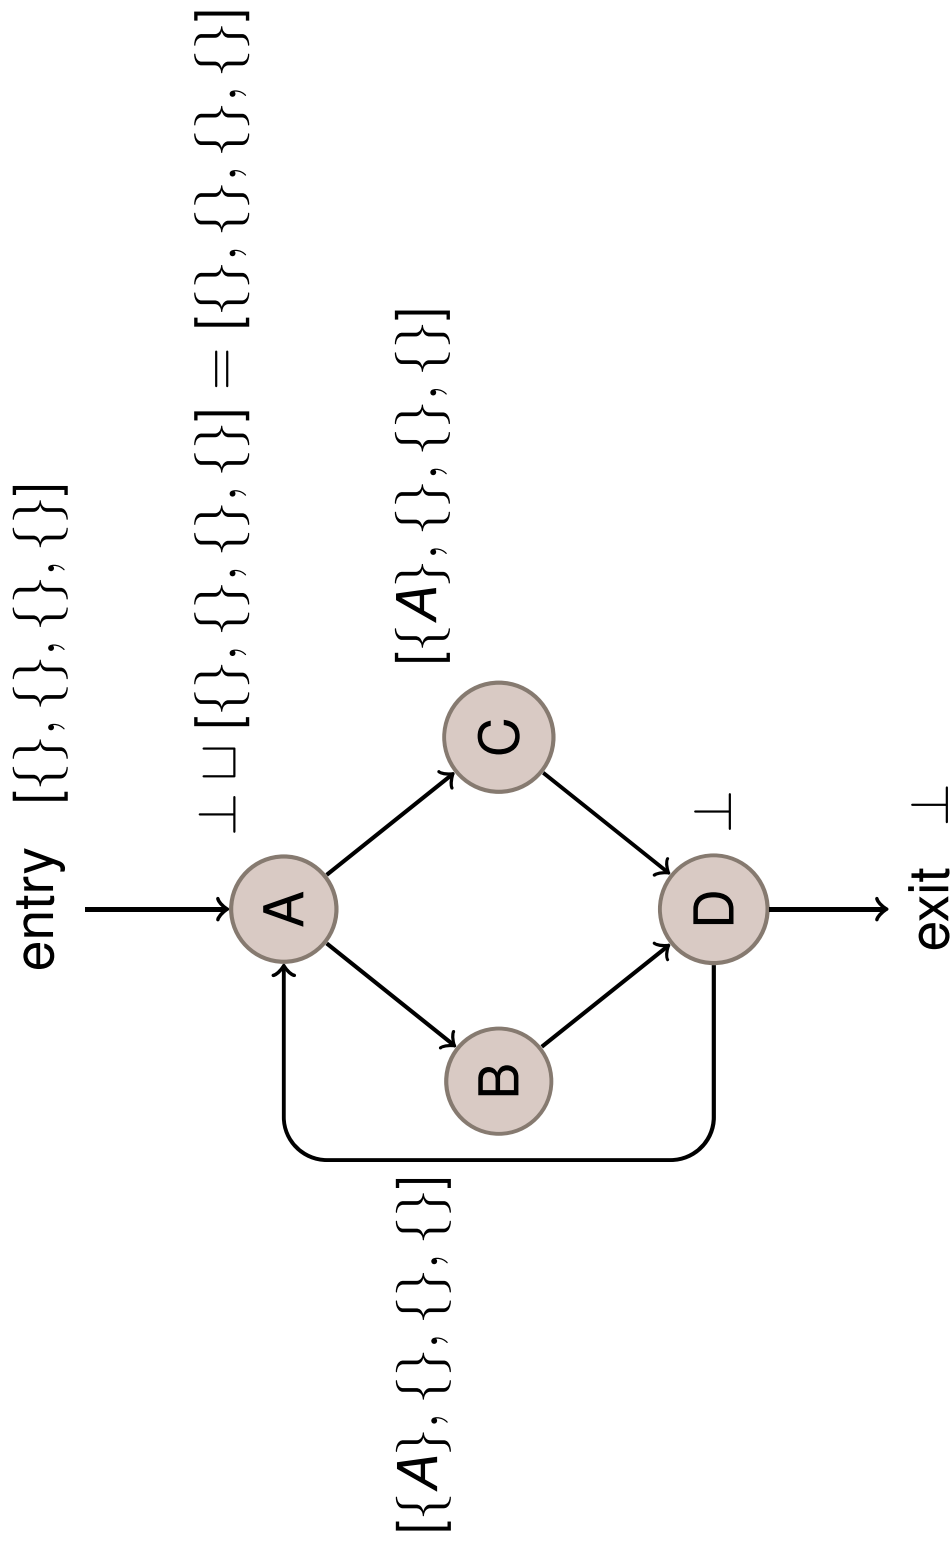 entry [{}, {}, {}, {}]
⊥ ⊔ [{}, {}, {}, {}] = [{}, {}, {}, {}]
A
[{A}, {}, {}, {}]
[{A}, {}, {}, {}]
B
C
D
⊥
exit ⊥